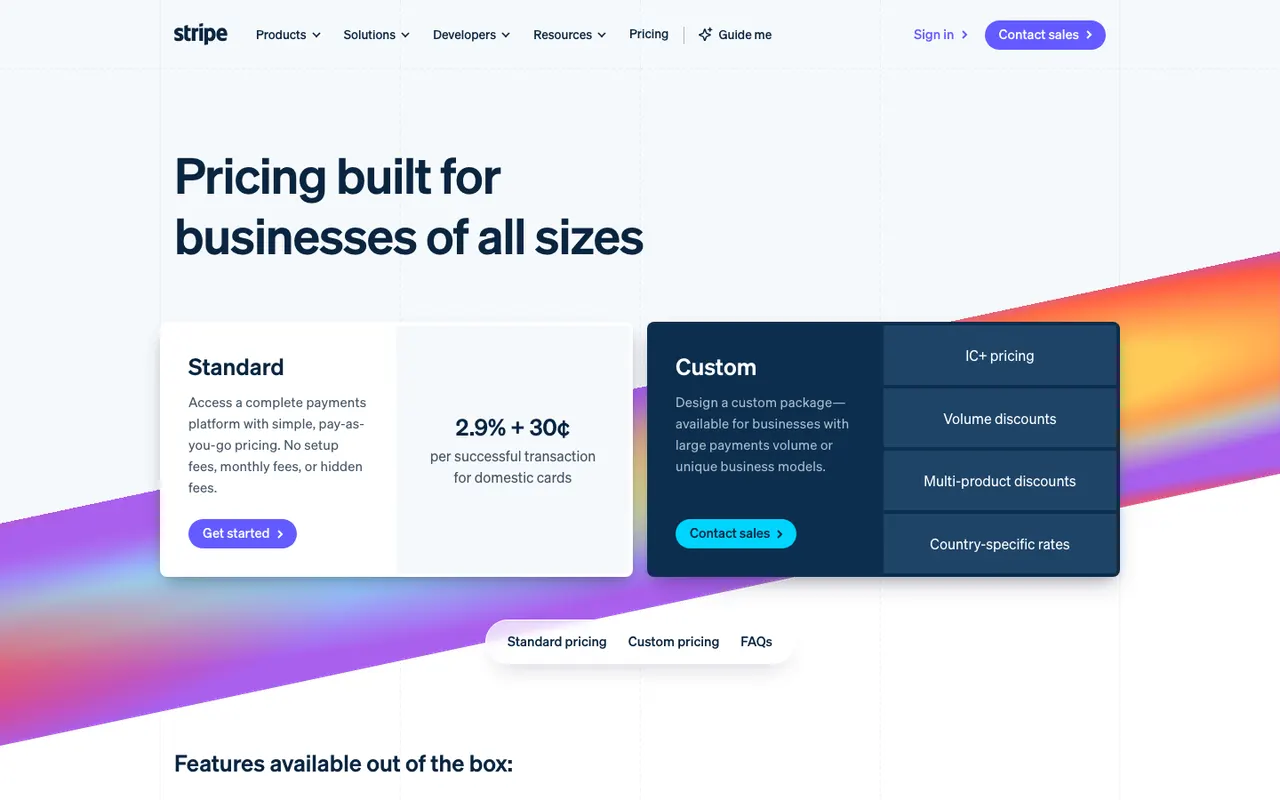 stripe
Products
Solutions
Developers
Resources
Pricing
Guide me
Sign in
Contact sales
Pricing built for
businesses of all sizes
Standard
Access a complete payments
platform with simple, pay-as-
you-go pricing. No setup
fees, monthly fees, or hidden
fees.
Get started
2.9% + 30¢
per successful transaction
for domestic cards
Custom
Design a custom package—
available for businesses with
large payments volume or
unique business models.
Contact sales
IC+ pricing
Volume discounts
Multi-product discounts
Country-specific rates
Standard pricing
Custom pricing
FAQs
Features available out of the box: